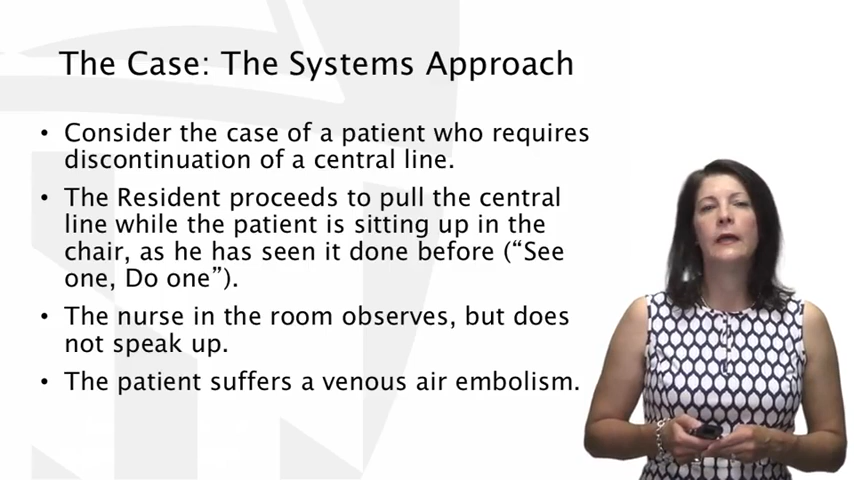 The Case: The Systems Approach
• Consider the case of a patient who requires
discontinuation of a central line.
• The Resident proceeds to pull the central
line while the patient is sitting up in the
chair, as he has seen it done before (“See
one, Do one”).
• The nurse in the room observes, but does
not speak up.
• The patient suffers a venous air embolism.